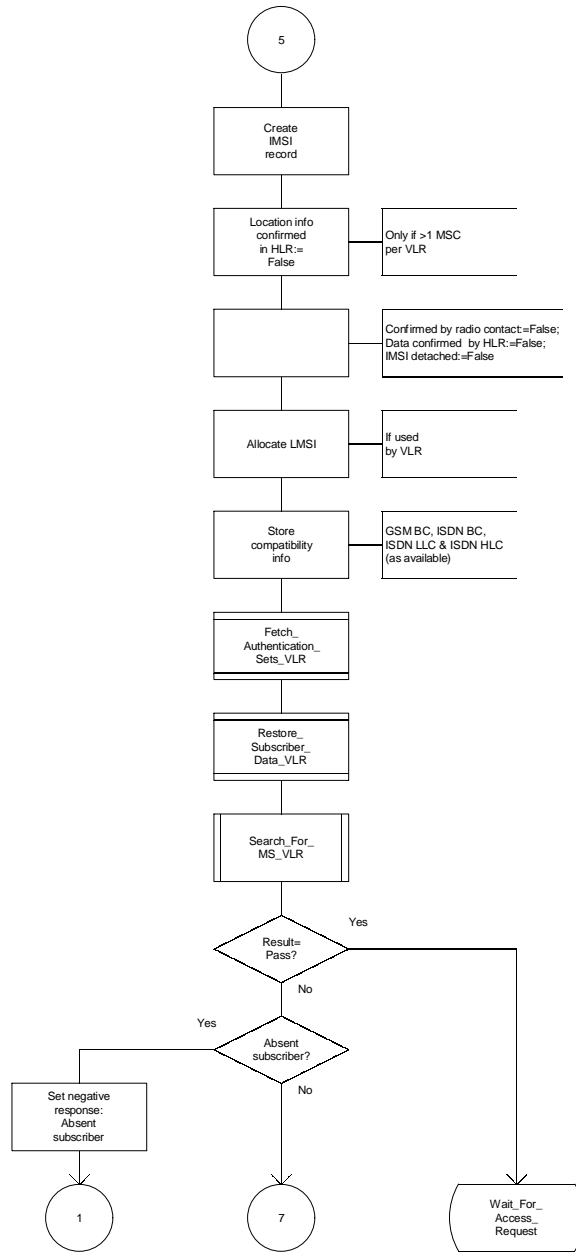 5
Create
IMSI
record
Location info
confirmed
in HLR:=
False
Only if >1 MSC
per VLR
Confirmed by radio contact:=False;
Data confirmed by HLR:=False;
IMSI detached:=False
Allocate LMSI
If used
by VLR
Store
compatibility
info
GSM BC, ISDN BC,
ISDN LLC & ISDN HLC
(as available)
Fetch_
Authentication_
Sets_VLR
Restore_
Subscriber_
Data_VLR
Search_For_
MS_VLR
Result=
Pass?
Yes
No
Absent
subscriber?
Yes
No
Set negative
response:
Absent
subscriber
1
7
Wait_For_
Access_
Request